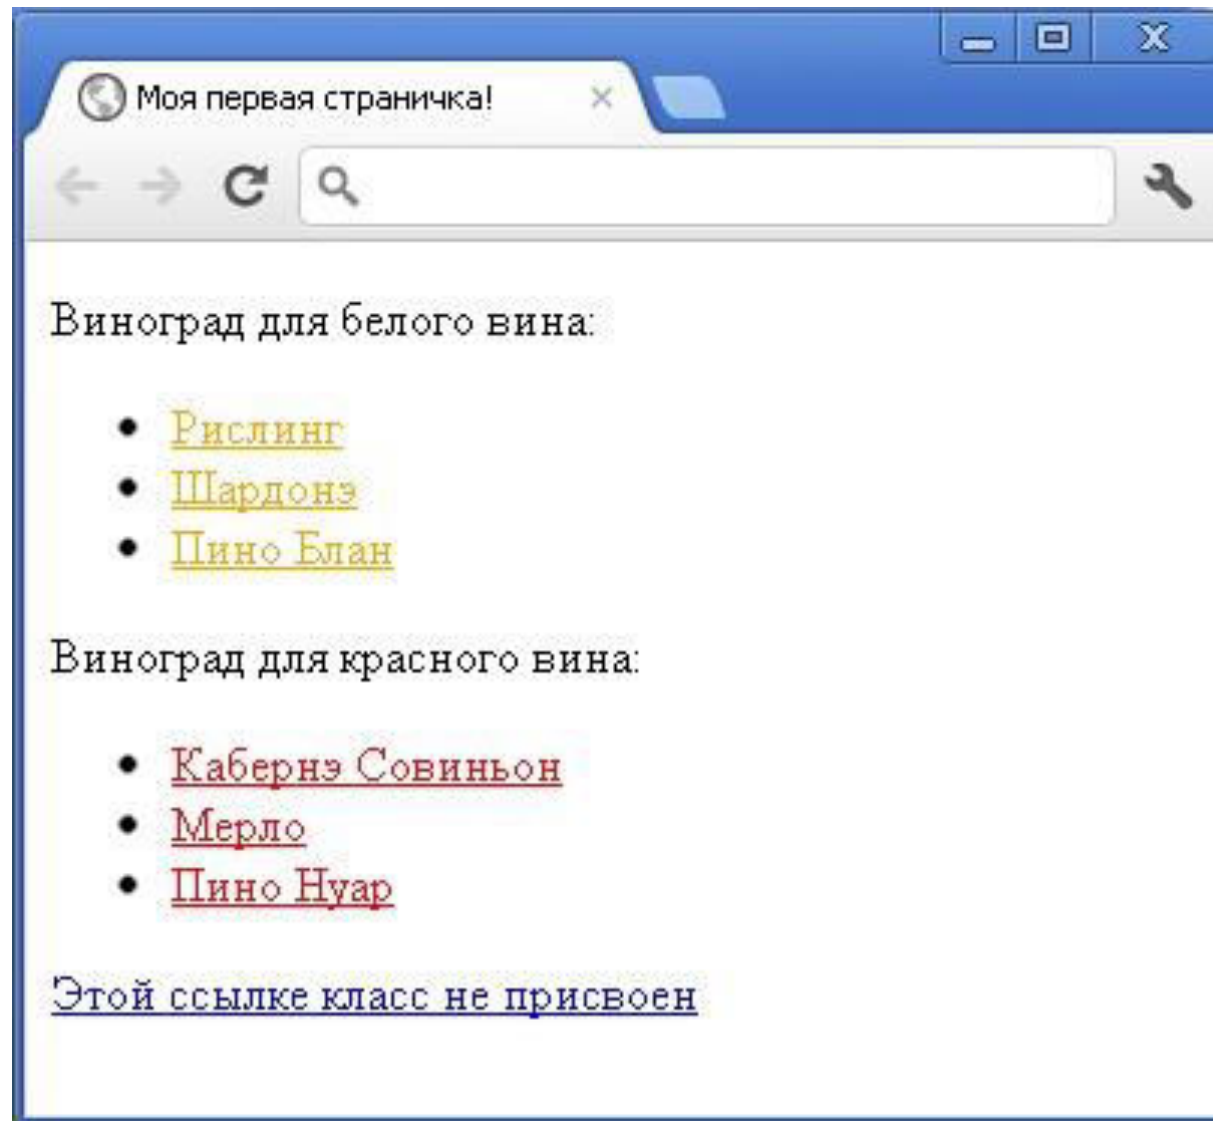 Моя первая страничка!
Виноград для белого вина:
Рислинг
Шардонэ
Пино Блан
Виноград для красного вина:
Кабернэ Совиньон
Мерло
Пино Нуар
Этой ссылке класс не присвоен